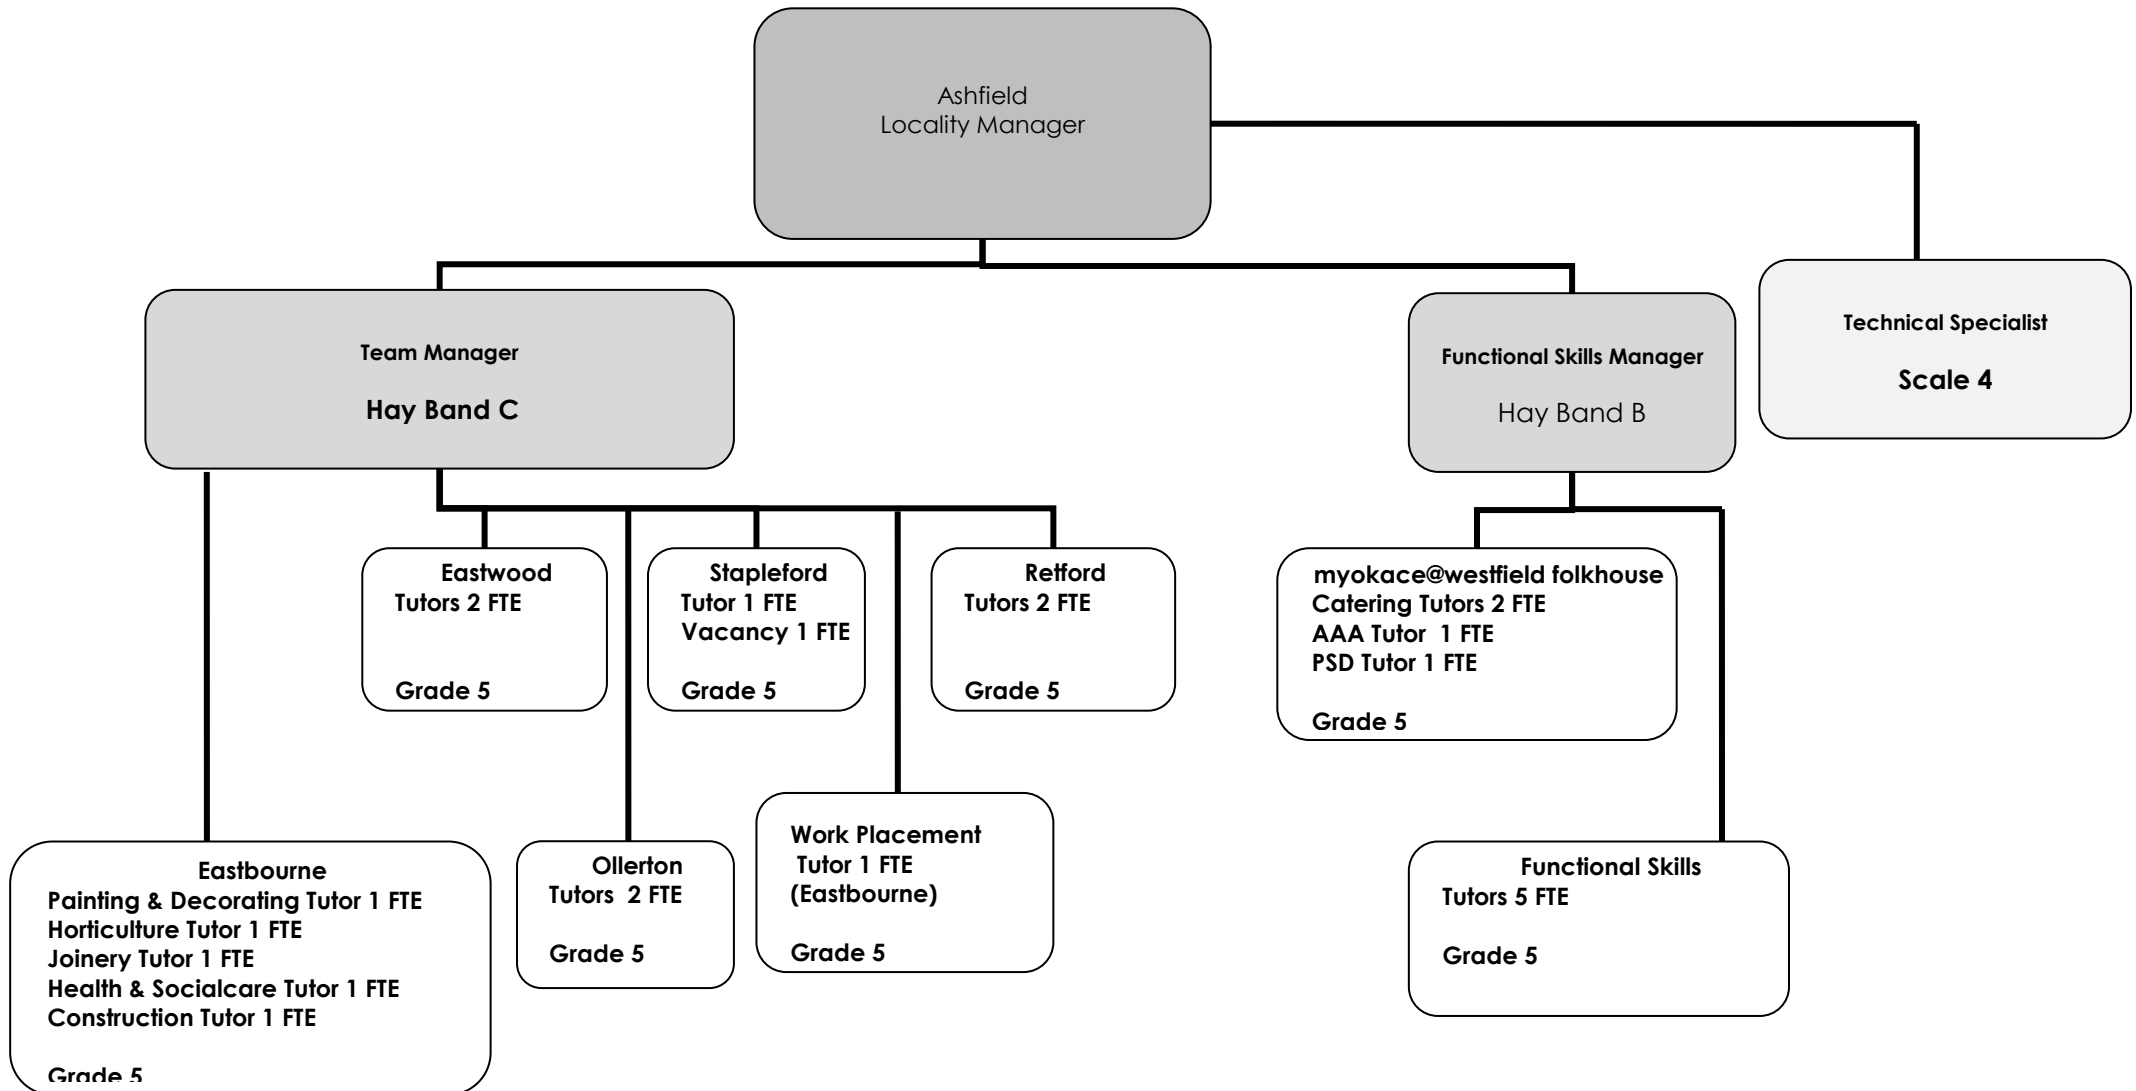 Ashfield
Locality Manager
Team Manager
Hay Band C
Functional Skills Manager
Hay Band B
Technical Specialist
Scale 4
Eastwood
Tutors 2 FTE
Grade 5
Stapleford
Tutor 1 FTE
Vacancy 1 FTE
Grade 5
Retford
Tutors 2 FTE
Grade 5
myokace@westfield folkhouse
Catering Tutors 2 FTE
AAA Tutor  1 FTE
PSD Tutor 1 FTE
Grade 5
Eastbourne
Painting & Decorating Tutor 1 FTE
Horticulture Tutor 1 FTE
Joinery Tutor 1 FTE
Health & Socialcare Tutor 1 FTE
Construction Tutor 1 FTE
Grade 5
Ollerton
Tutors  2 FTE
Grade 5
Work Placement
Tutor 1 FTE
(Eastbourne)
Grade 5
Functional Skills
Tutors 5 FTE
Grade 5